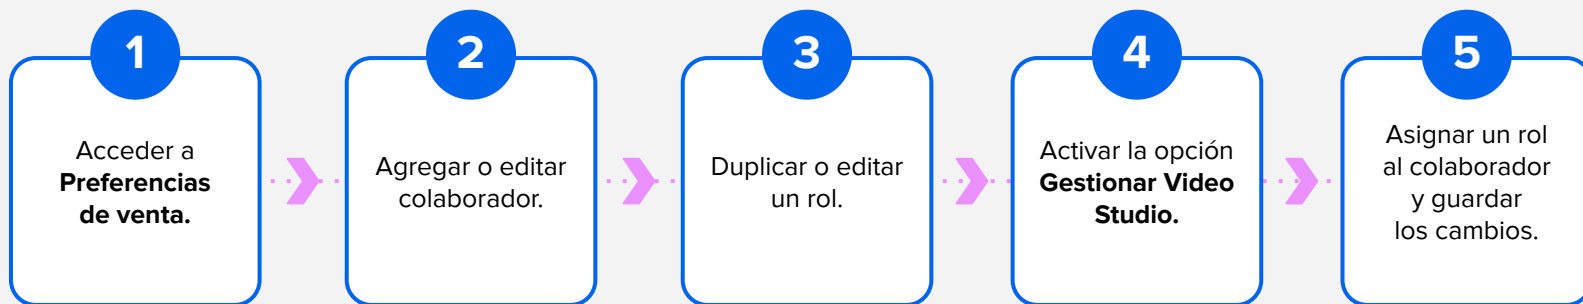 1
Acceder a
Preferencias
de venta.
2
Agregar o editar
colaborador.
3
Duplicar o editar
un rol.
4
Activar la opción
Gestionar Video
Studio.
5
Asignar un rol
al colaborador
y guardar
los cambios.